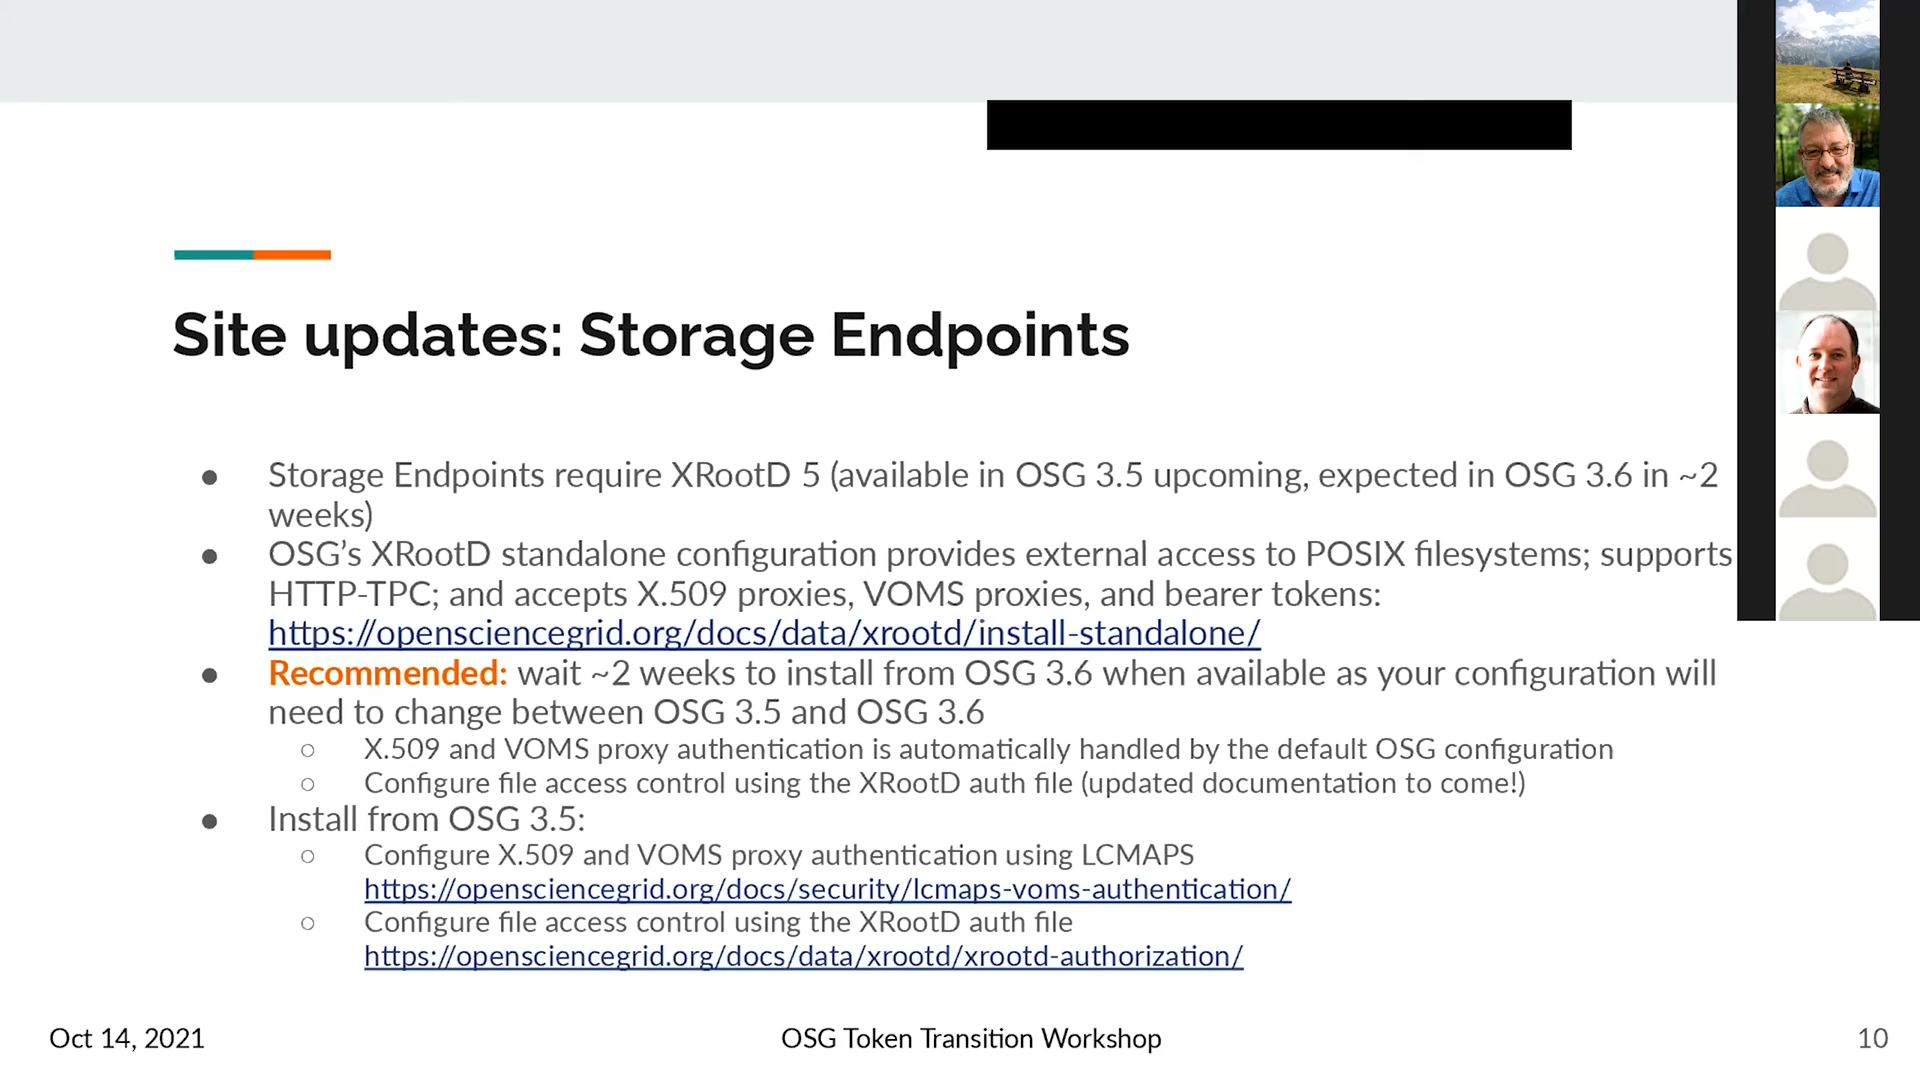 Site updates: Storage Endpoints
● Storage Endpoints require XRootD 5 (available in OSG 3.5 upcoming, expected in OSG 3.6 in ~2
weeks)
● OSG’s XRootD standalone configuration provides external access to POSIX filesystems; supports
HTTP-TPC; and accepts X.509 proxies, VOMS proxies, and bearer tokens:
https://opensciencegrid.org/docs/data/xrootd/install-standalone/
● Recommended: wait ~2 weeks to install from OSG 3.6 when available as your configuration will
need to change between OSG 3.5 and OSG 3.6
○ X.509 and VOMS proxy authentication is automatically handled by the default OSG configuration
○ Configure file access control using the XRootD auth file (updated documentation to come!)
● Install from OSG 3.5:
○ Configure X.509 and VOMS proxy authentication using LCMAPS
https://opensciencegrid.org/docs/security/lcmaps-voms-authentication/
○ Configure file access control using the XRootD auth file
https://opensciencegrid.org/docs/data/xrootd/xrootd-authorization/
Oct 14, 2021
OSG Token Transition Workshop
10